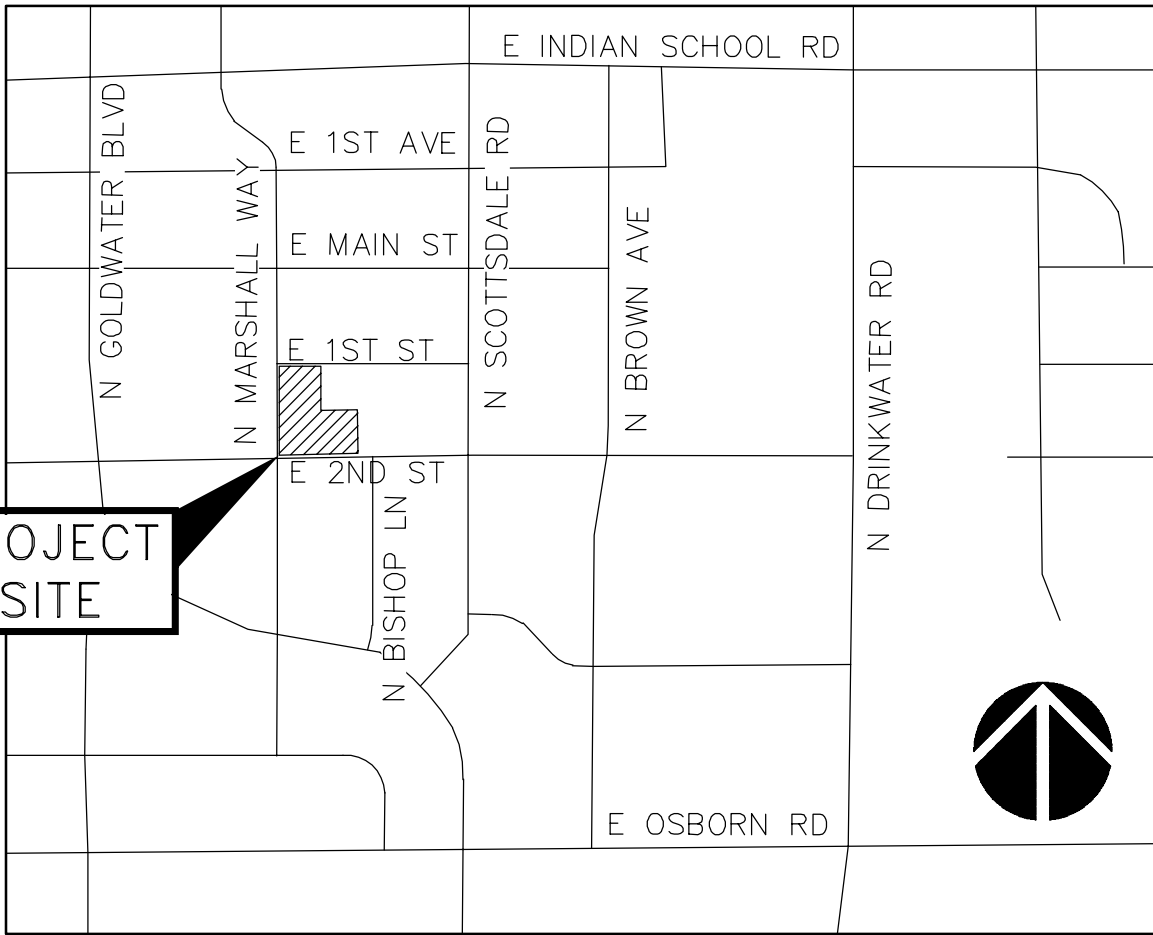 E INDIAN SCHOOL RD
N GOLDWATER BLVD
E 1ST AVE
N SCOTTSDALE RD
N MARSHALL WAY
E MAIN ST
N BROWN AVE
N DRINKWATER RD
E 1ST ST
E 2ND ST
N BISHOP LN
OJECT
SITE
E OSBORN RD